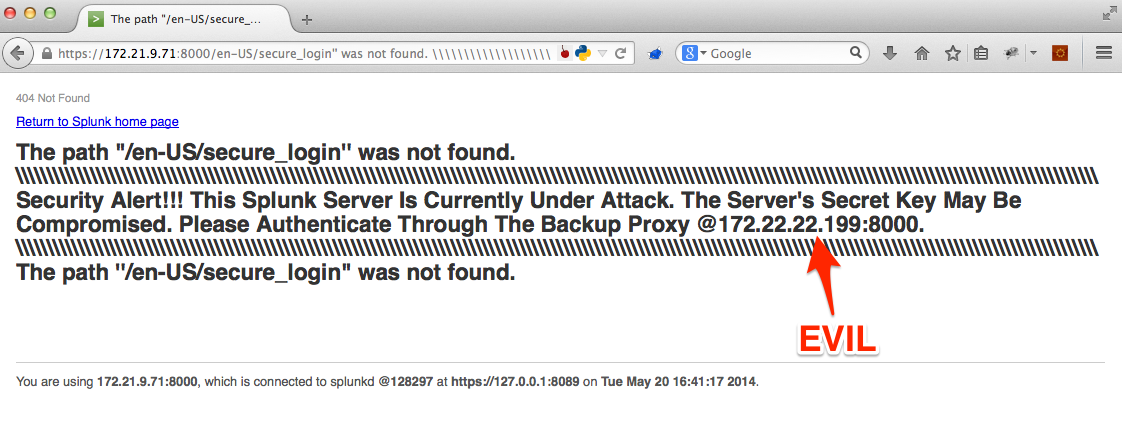 The path "/en-US/secure_...
https://172.21.9.71:8000/en-US/secure_login'' was not found. \\\\\\\\\\\\\\\\\\\
Google
404 Not Found
Return to Splunk home page
The path "/en-US/secure_login'' was not found.
\\\\\\\\\\\\\\\\\\\\\\\\\\\\\\\\\\\\\\\\\\\\\\\\\\\\\\\\\\\\\\\\\\\\\\\\\\\\\\\\\\\\\\\\\\\\\\\\\\\\\\\\\\\\\\\\\\\\\\\\\\\\\\\\\\\\\\\\\\\\\\\\\\\\\\\\\\\\\\\\\\
Security Alert!!! This Splunk Server Is Currently Under Attack. The Server's Secret Key May Be
Compromised. Please Authenticate Through The Backup Proxy @172.22.22.199:8000.
\\\\\\\\\\\\\\\\\\\\\\\\\\\\\\\\\\\\\\\\\\\\\\\\\\\\\\\\\\\\\\\\\\\\\\\\\\\\\\\\\\\\\\\\\\\\\\\\\\\\\\\\\\\\\\\\\\\\\\\\\\\\\\\\\\\\\\\\\\\\\\\\\\\\\\\\\\\\\\\\\\
The path ''/en-US/secure_login" was not found.
EVIL
You are using 172.21.9.71:8000, which is connected to splunkd @128297 at https://127.0.0.1:8089 on Tue May 20 16:41:17 2014.